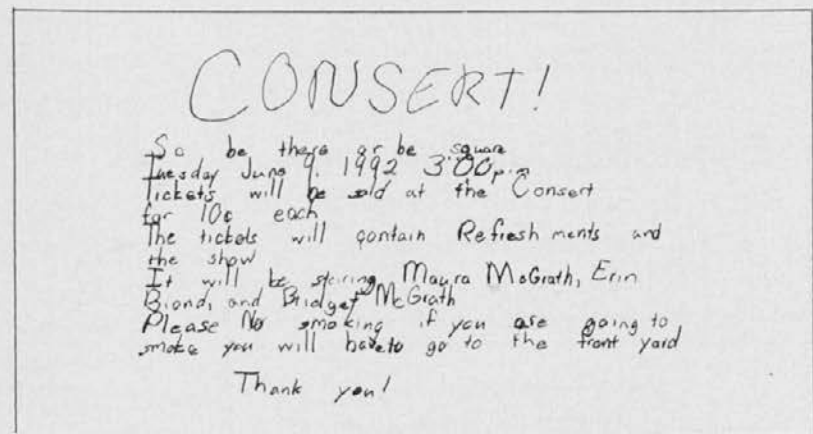 CONSERT!
So be there or be square
Tuesday June 9, 1992 3:00 p.m
Tickets will be sold at the Consert
for 10¢ each
The tickets will contain Refreshments and
the show
It will be staring Maura McGrath, Erin
Biondi, and Bridget McGrath
Please No smoking if you are going to
smoke you will have to go to the front yard
Thank you!